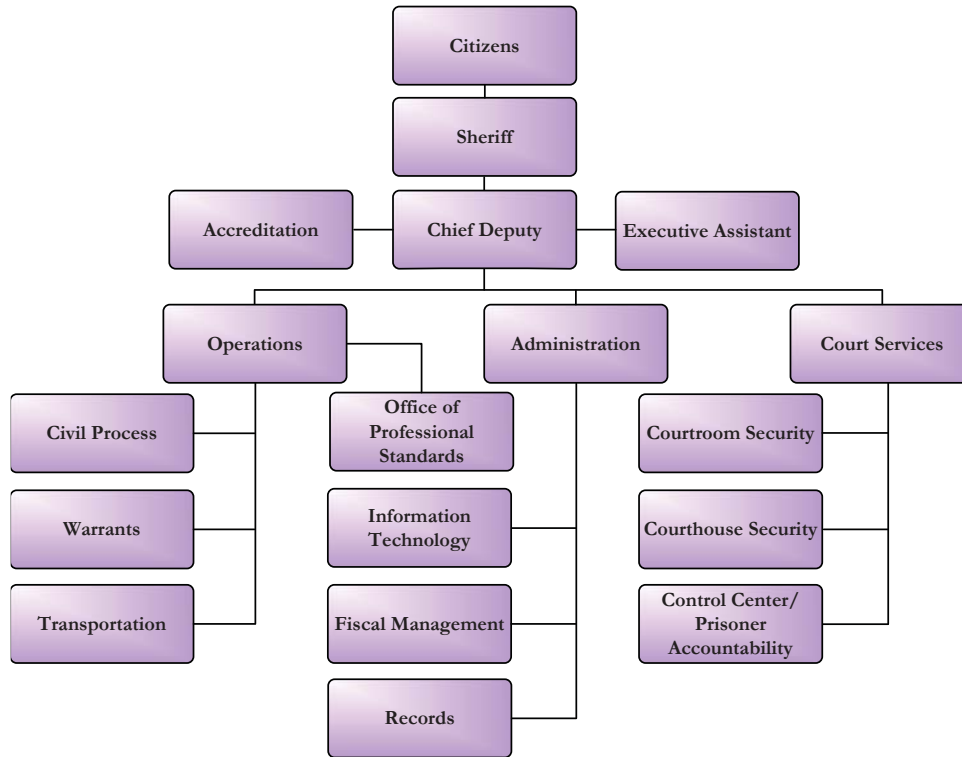 Citizens
Sheriff
Accreditation
Chief Deputy
Executive Assistant
Operations
Administration
Court Services
Civil Process
Office of
Professional
Standards
Courtroom Security
Warrants
Information
Technology
Courthouse Security
Transportation
Fiscal Management
Control Center/
Prisoner
Accountability
Records